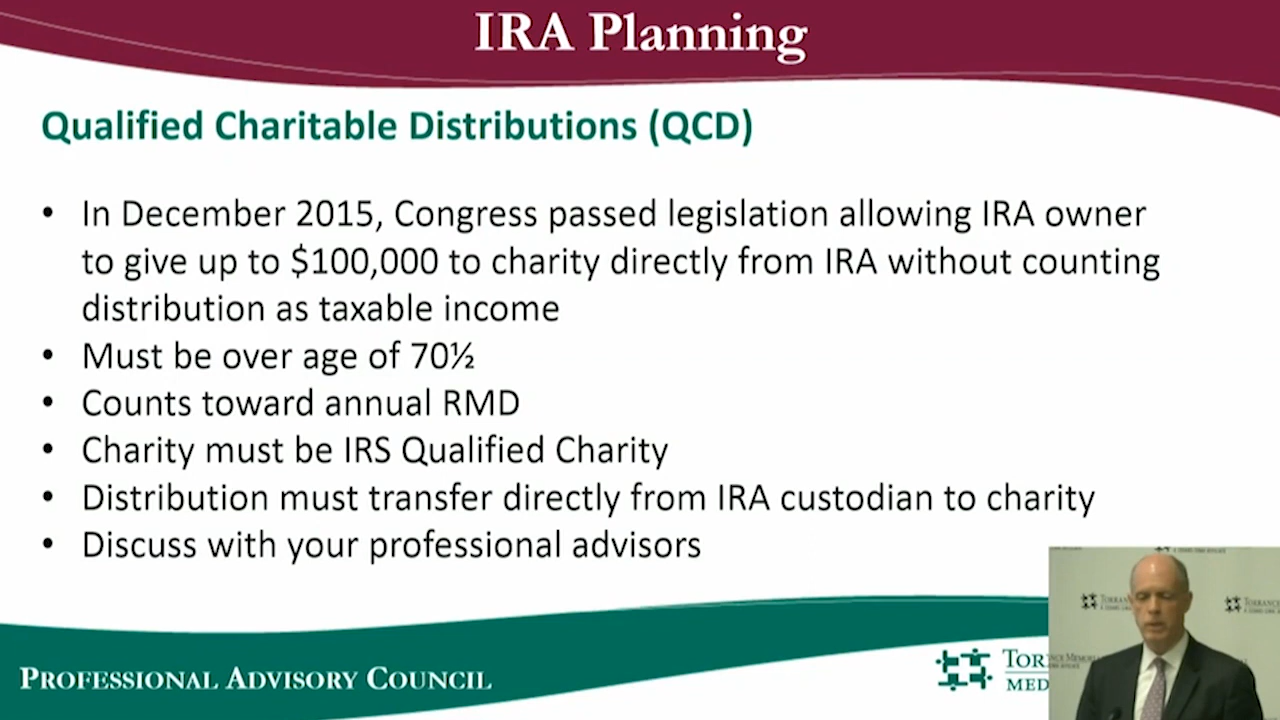 IRA Planning
Qualified Charitable Distributions (QCD)
• In December 2015, Congress passed legislation allowing IRA owner
to give up to $100,000 to charity directly from IRA without counting
distribution as taxable income
• Must be over age of 70½
• Counts toward annual RMD
• Charity must be IRS Qualified Charity
• Distribution must transfer directly from IRA custodian to charity
• Discuss with your professional advisors
PROFESSIONAL ADVISORY COUNCIL